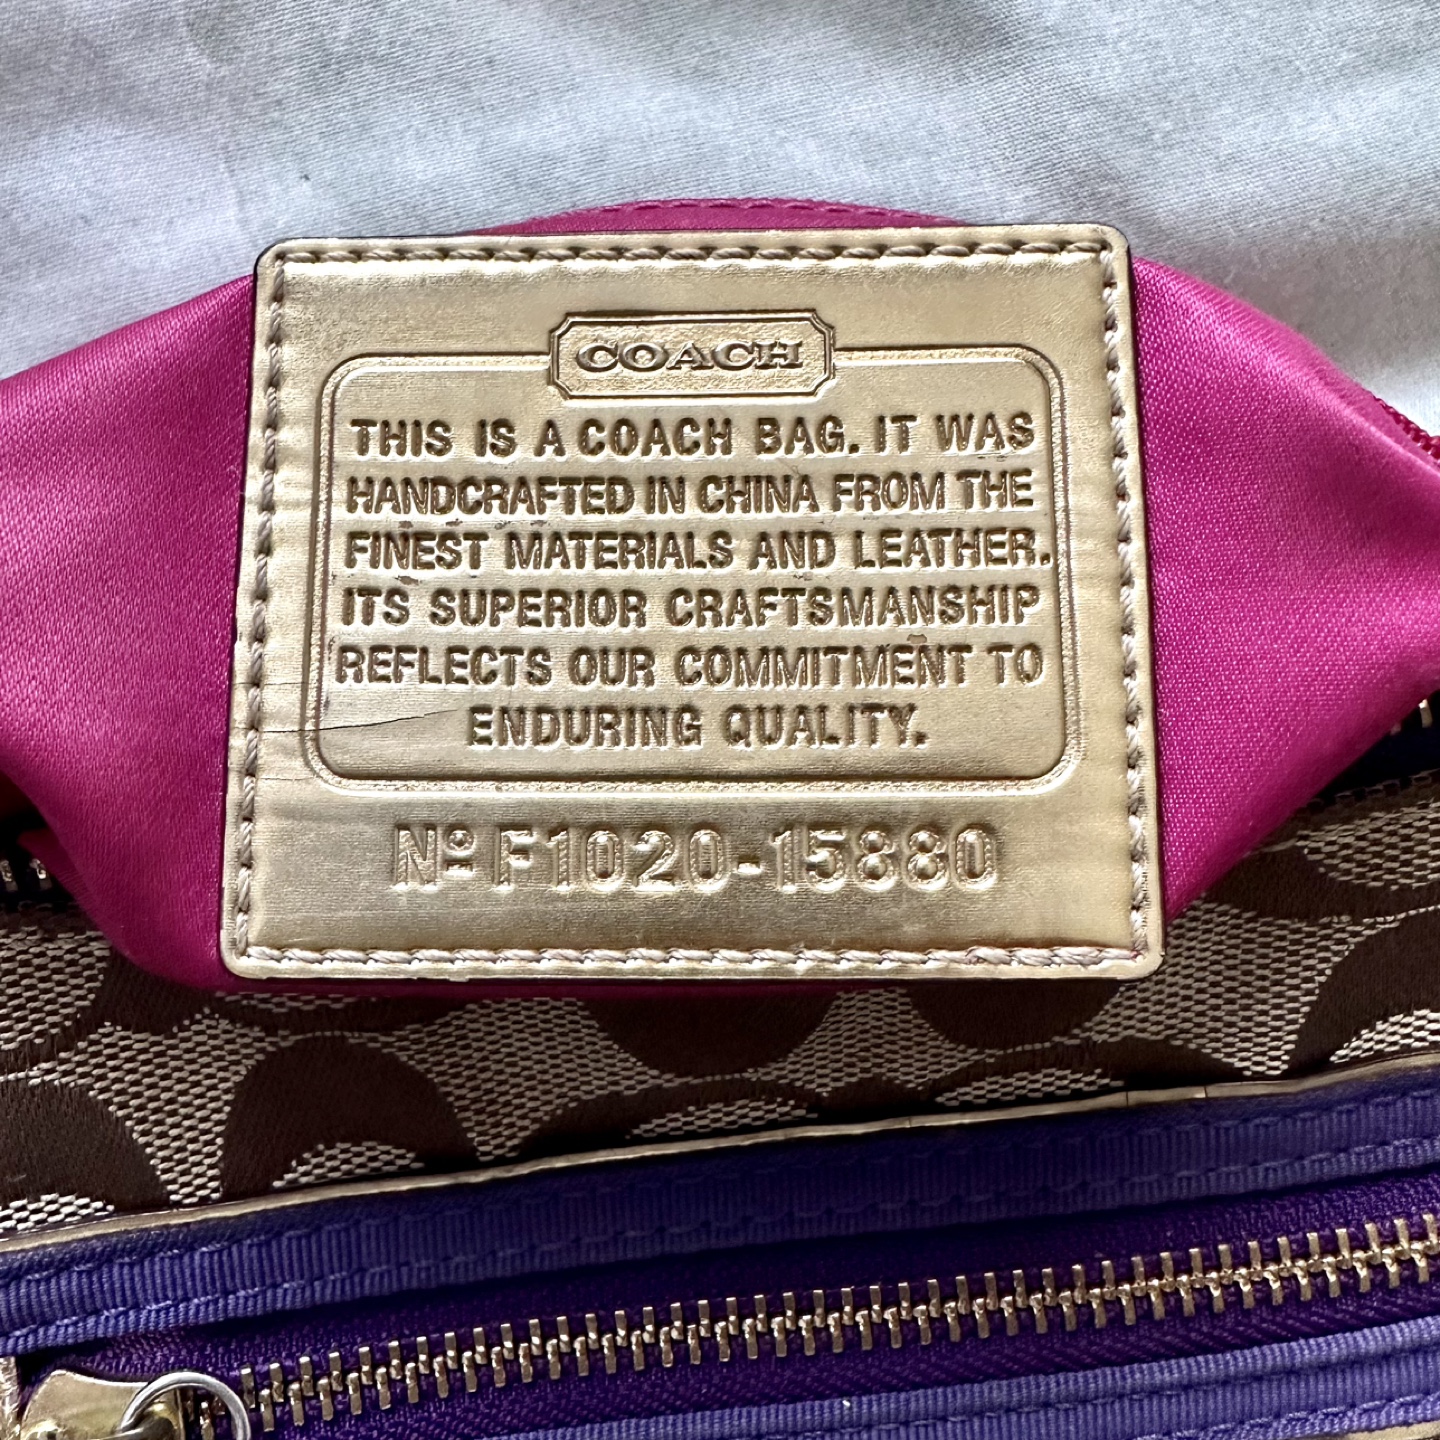 COACH
THIS IS A COACH BAG. IT WAS
HANDCRAFTED IN CHINA FROM THE
FINEST MATERIALS AND LEATHER.
ITS SUPERIOR CRAFTSMANSHIP
REFLECTS OUR COMMITMENT TO
ENDURING QUALITY.
Nº F1020-15880